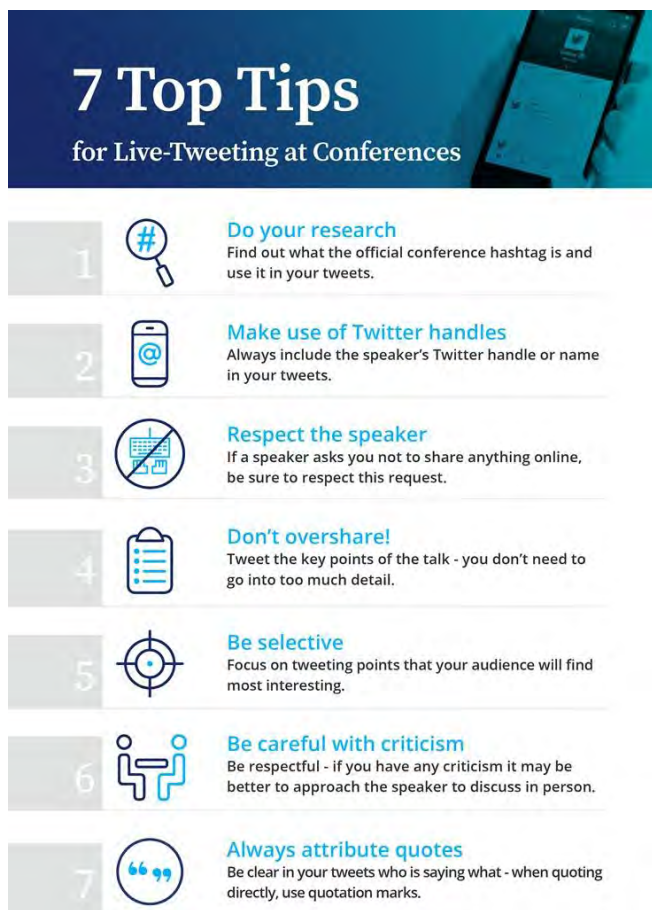 7 Top Tips
for Live-Tweeting at Conferences
1
#
Do your research
Find out what the official conference hashtag is and
use it in your tweets.
2
@
Make use of Twitter handles
Always include the speaker’s Twitter handle or name
in your tweets.
3
Respect the speaker
If a speaker asks you not to share anything online,
be sure to respect this request.
4
Don’t overshare!
Tweet the key points of the talk - you don’t need to
go into too much detail.
5
Be selective
Focus on tweeting points that your audience will find
most interesting.
6
Be careful with criticism
Be respectful - if you have any criticism it may be
better to approach the speaker to discuss in person.
7
“ ”
Always attribute quotes
Be clear in your tweets who is saying what - when quoting
directly, use quotation marks.